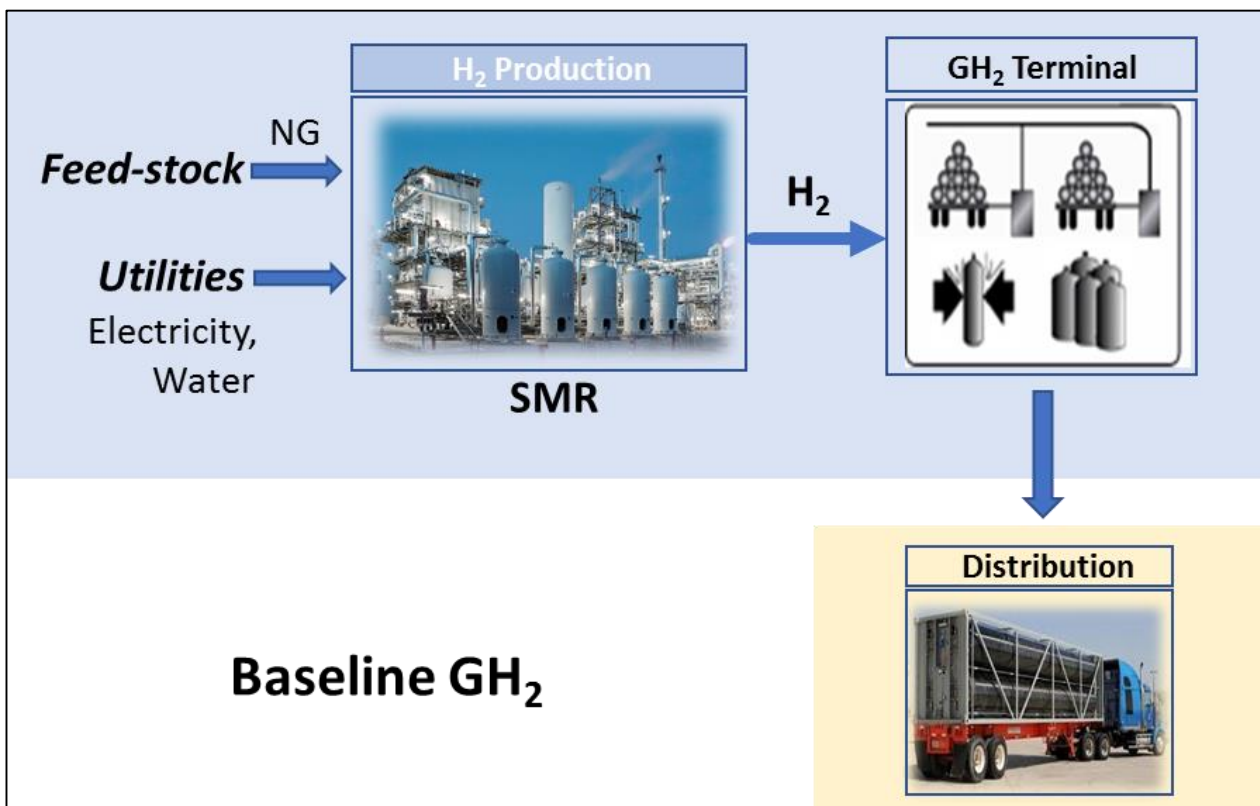 H₂ Production
GH₂ Terminal
NG
Feed-stock
H₂
Utilities
Electricity,
Water
SMR
Distribution
Baseline GH₂